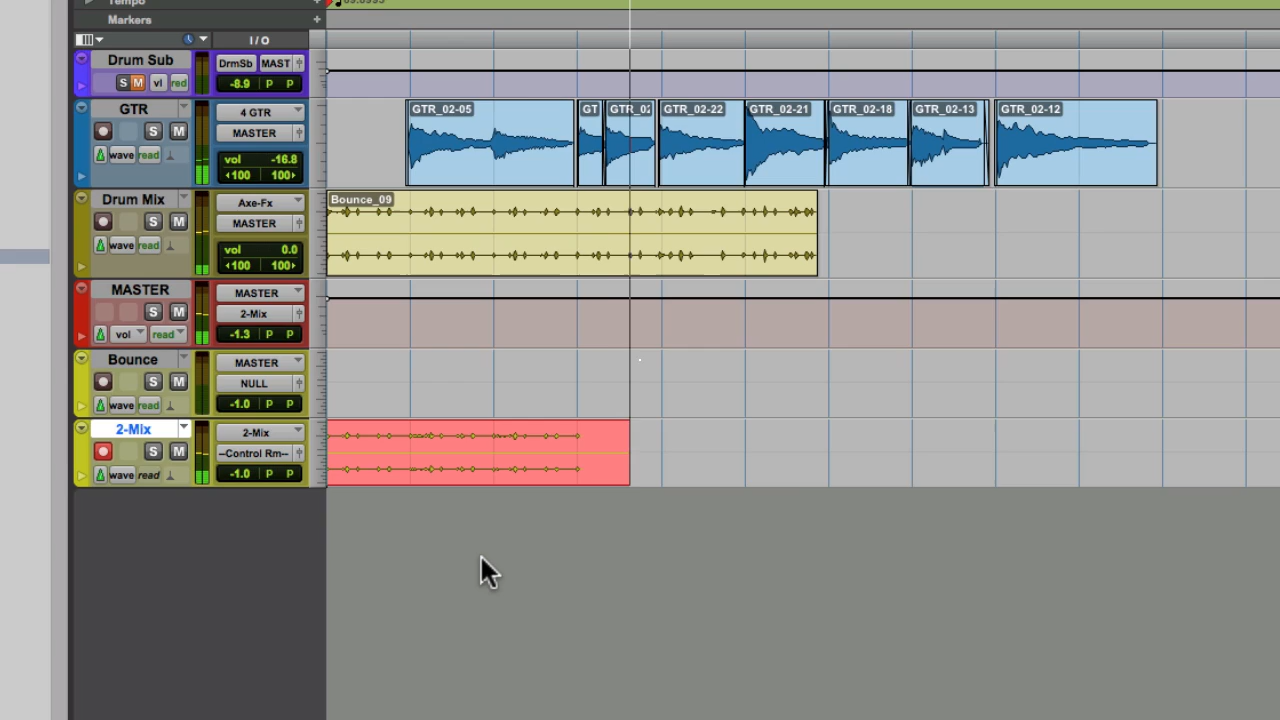 Tempo
Markers
I / O
Drum Sub
DrmSb MAST
S M vl red
-8.9 P P
GTR
4 GTR
S M
MASTER
wave read
vol -16.8
100 100
GTR_02-05 GT GTR_02 GTR_02-22 GTR_02-21 GTR_02-18 GTR_02-13 GTR_02-12
Drum Mix
Axe-Fx
S M
MASTER
wave read
vol 0.0
100 100
Bounce_09
MASTER
MASTER
S M
2-Mix
vol read
-1.3 P P
Bounce
MASTER
S M
NULL
wave read
-1.0 P P
2-Mix
2-Mix
S M
--Control Rm--
wave read
-1.0 P P